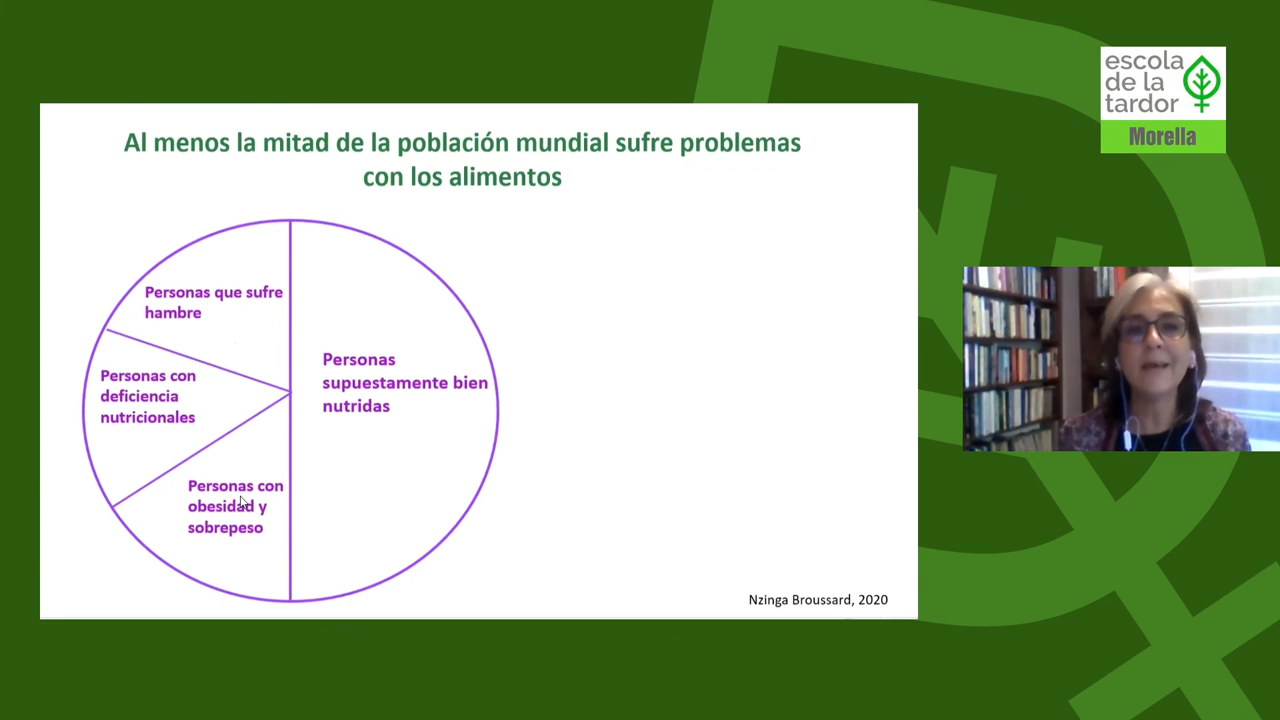 Al menos la mitad de la población mundial sufre problemas
con los alimentos
Personas que sufre
hambre
Personas con
deficiencia
nutricionales
Personas con
obesidad y
sobrepeso
Personas
supuestamente bien
nutridas
Nzinga Broussard, 2020
escola
de la
tardor
Morella